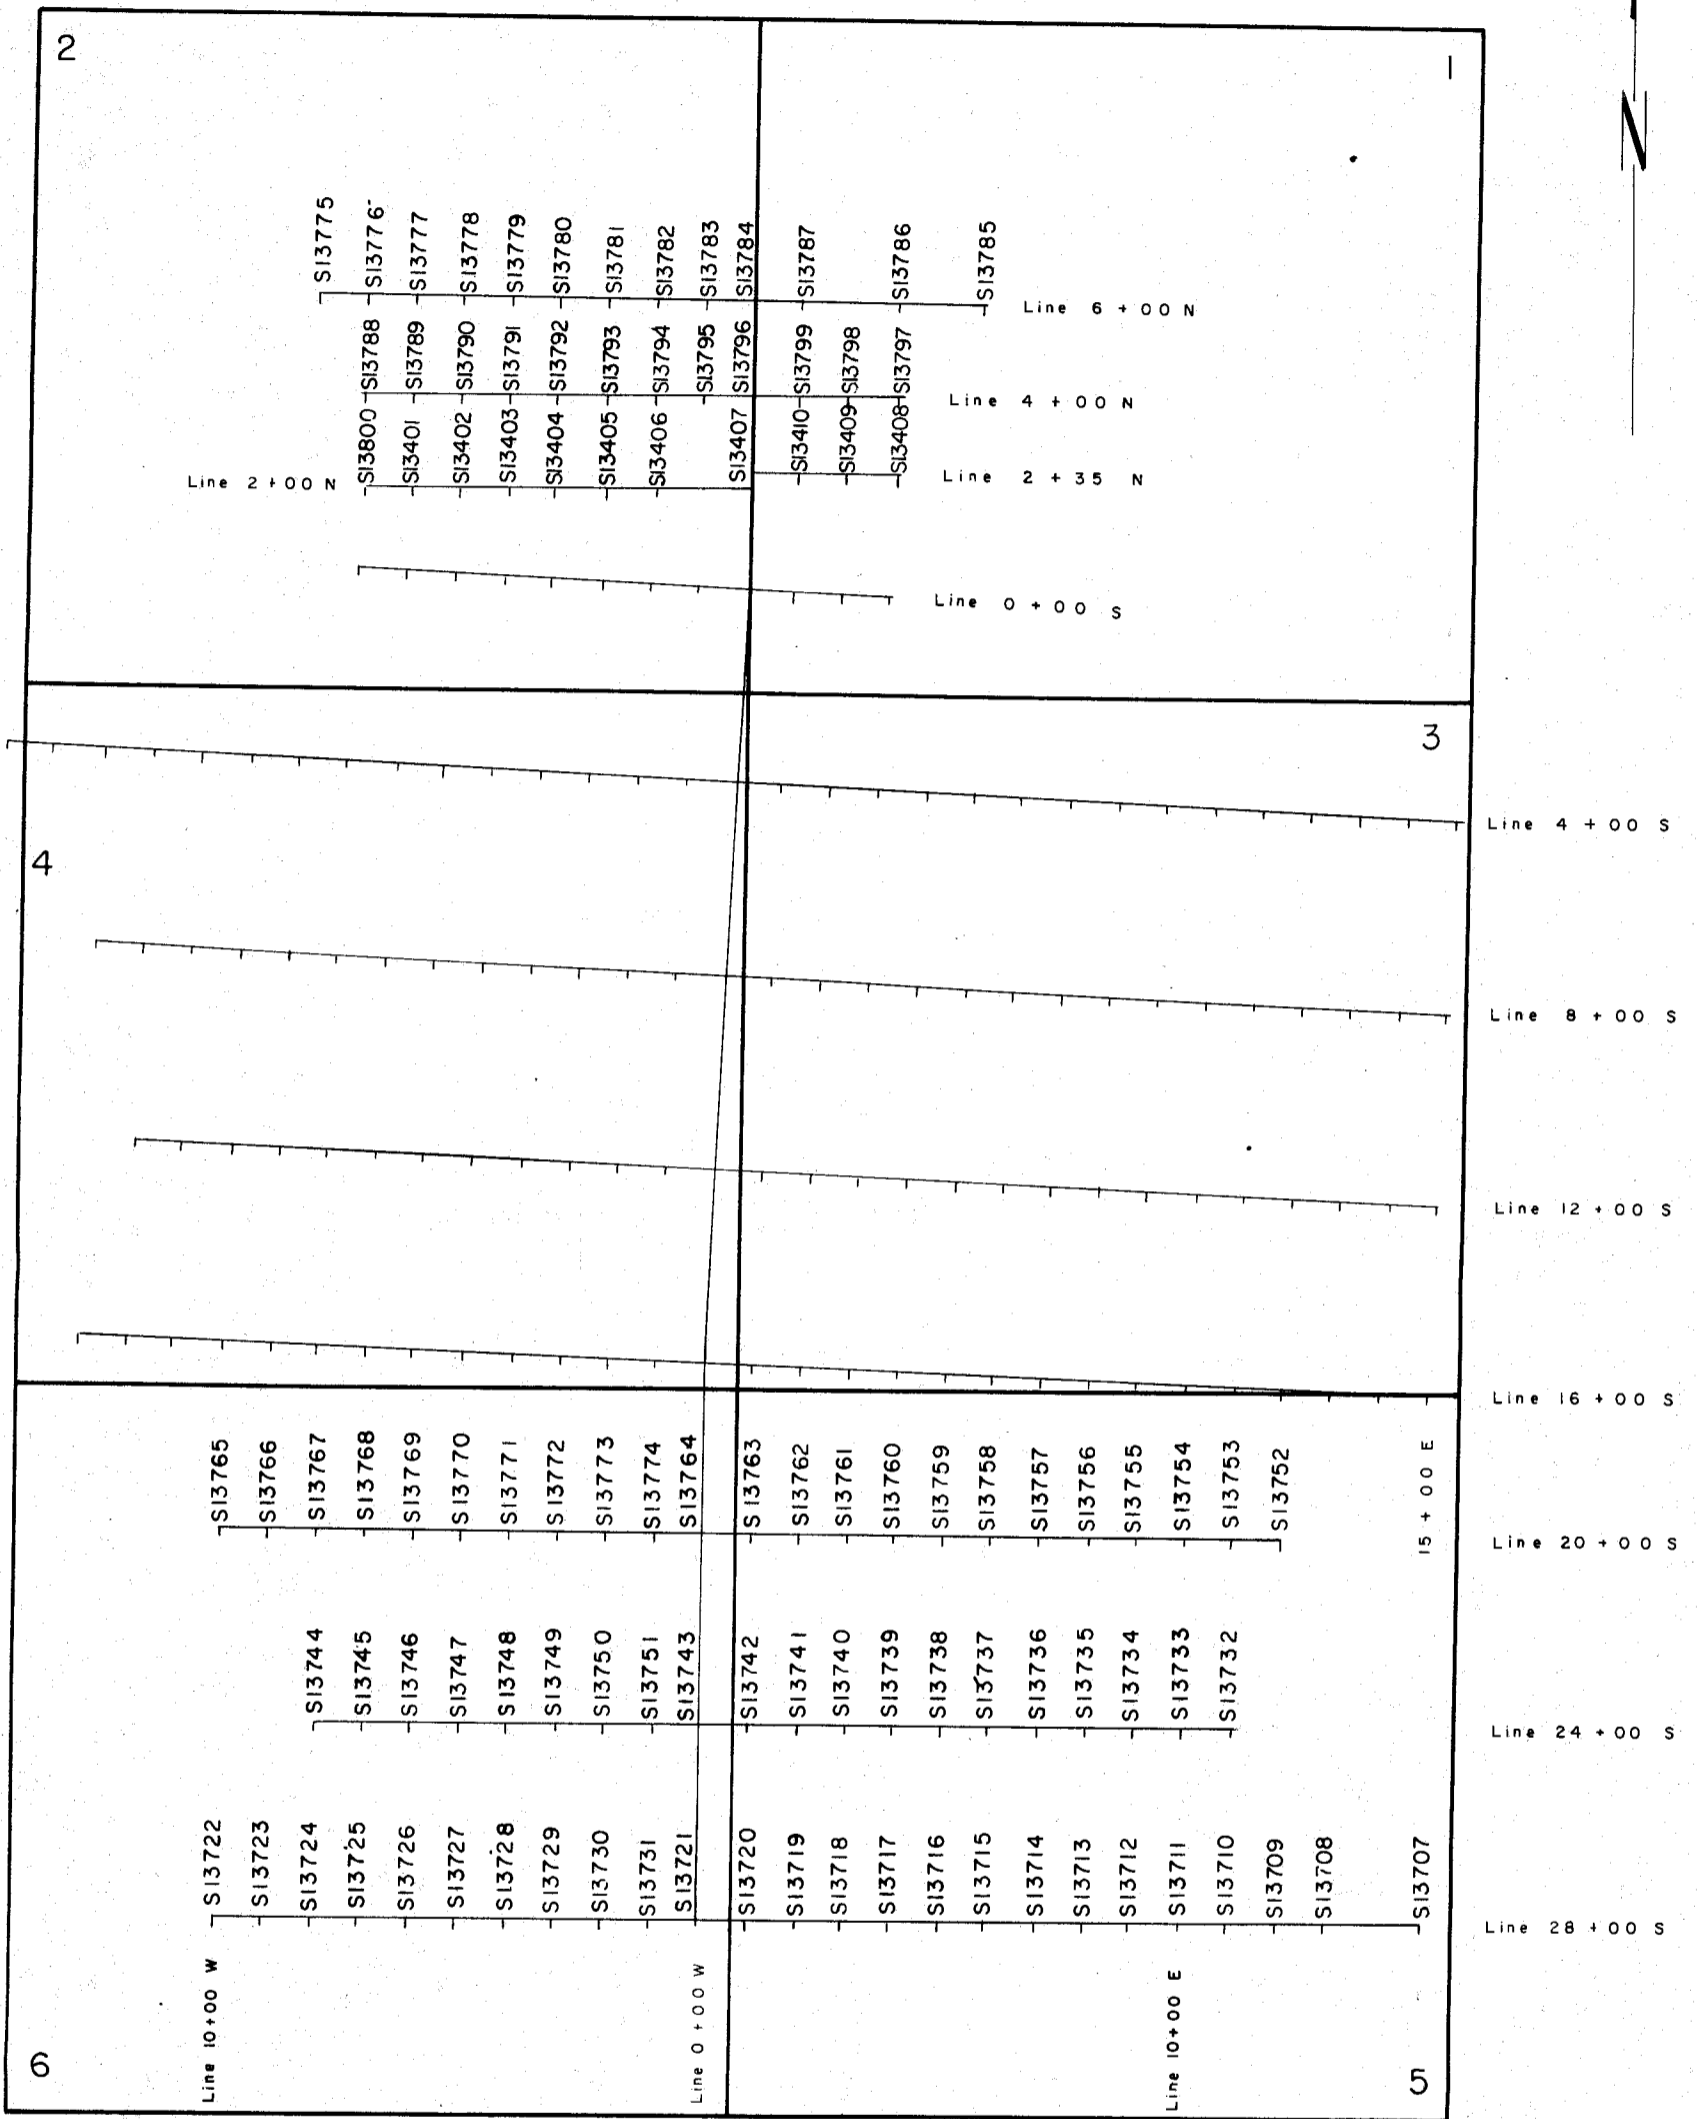 2
1
N
S13775 S13776 S13777 S13778 S13779 S13780 S13781 S13782 S13783 S13784 S13787 S13786 S13785
Line 6 + 00 N
S13788 S13789 S13790 S13791 S13792 S13793 S13794 S13795 S13796 S13799 S13798 S13797
Line 4 + 00 N
Line 2 + 00 N
S13800 S13401 S13402 S13403 S13404 S13405 S13406 S13407 S13410 S13409 S13408
Line 2 + 35 N
Line 0 + 00 S
3
Line 4 + 00 S
4
Line 8 + 00 S
Line 12 + 00 S
Line 16 + 00 S
S13765 S13766 S13767 S13768 S13769 S13770 S13771 S13772 S13773 S13774 S13764 S13763 S13762 S13761 S13760 S13759 S13758 S13757 S13756 S13755 S13754 S13753 S13752
15 + 00 E
Line 20 + 00 S
S13744 S13745 S13746 S13747 S13748 S13749 S13750 S13751 S13743 S13742 S13741 S13740 S13739 S13738 S13737 S13736 S13735 S13734 S13733 S13732
Line 24 + 00 S
S13722 S13723 S13724 S13725 S13726 S13727 S13728 S13729 S13730 S13731 S13721 S13720 S13719 S13718 S13717 S13716 S13715 S13714 S13713 S13712 S13711 S13710 S13709 S13708 S13707
Line 28 + 00 S
Line 10+00 W
Line 0 + 00 W
Line 10+00 E
6
5